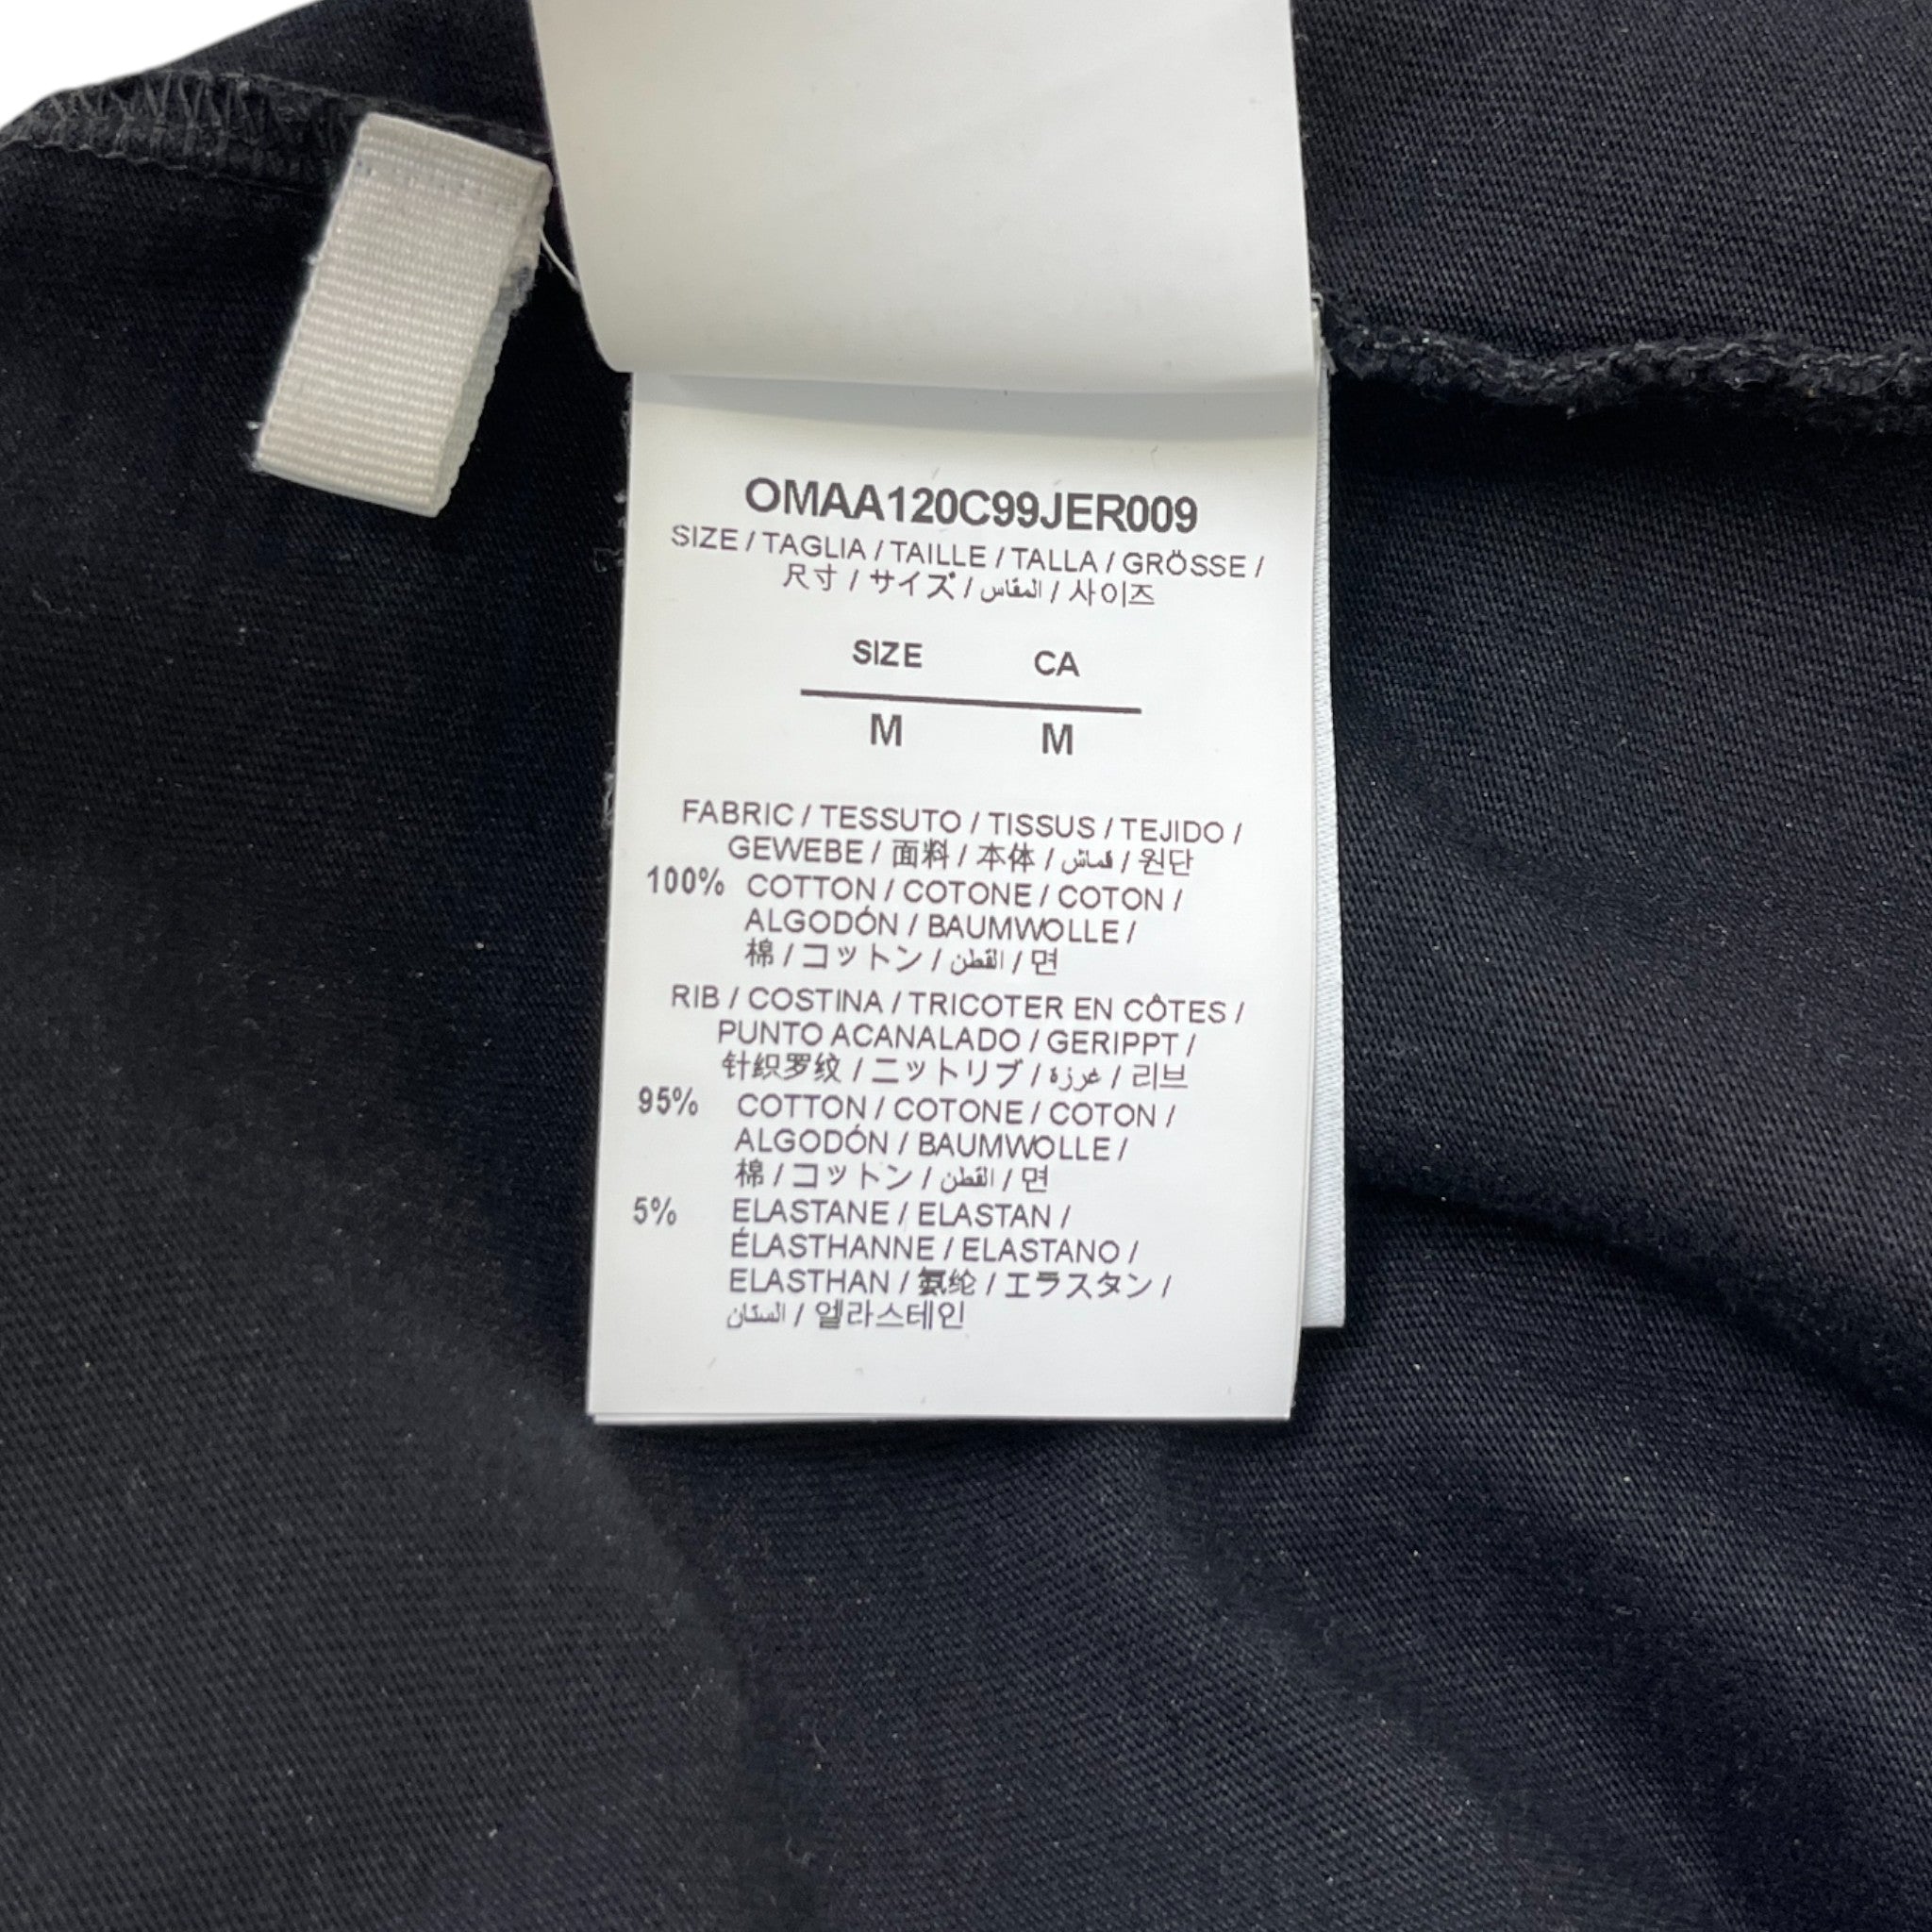 OMAA120C99JER009
SIZE / TAGLIA / TAILLE / TALLA / GRÖSSE /
尺寸 / サイズ / المقاس / 사이즈
SIZE CA
M M
FABRIC / TESSUTO / TISSUS / TEJIDO /
GEWEBE / 面料 / 本体 / قماش / 원단
100% COTTON / COTONE / COTON /
ALGODÓN / BAUMWOLLE /
棉 / コットン / القطن / 면
RIB / COSTINA / TRICOTER EN CÔTES /
PUNTO ACANALADO / GERIPPT /
针织罗纹 / ニットリブ / غرزة / 리브
95% COTTON / COTONE / COTON /
ALGODÓN / BAUMWOLLE /
棉 / コットン / القطن / 면
5% ELASTANE / ELASTAN /
ÉLASTHANNE / ELASTANO /
ELASTHAN / 氨纶 / エラスタン /
الستان / 엘라스테인